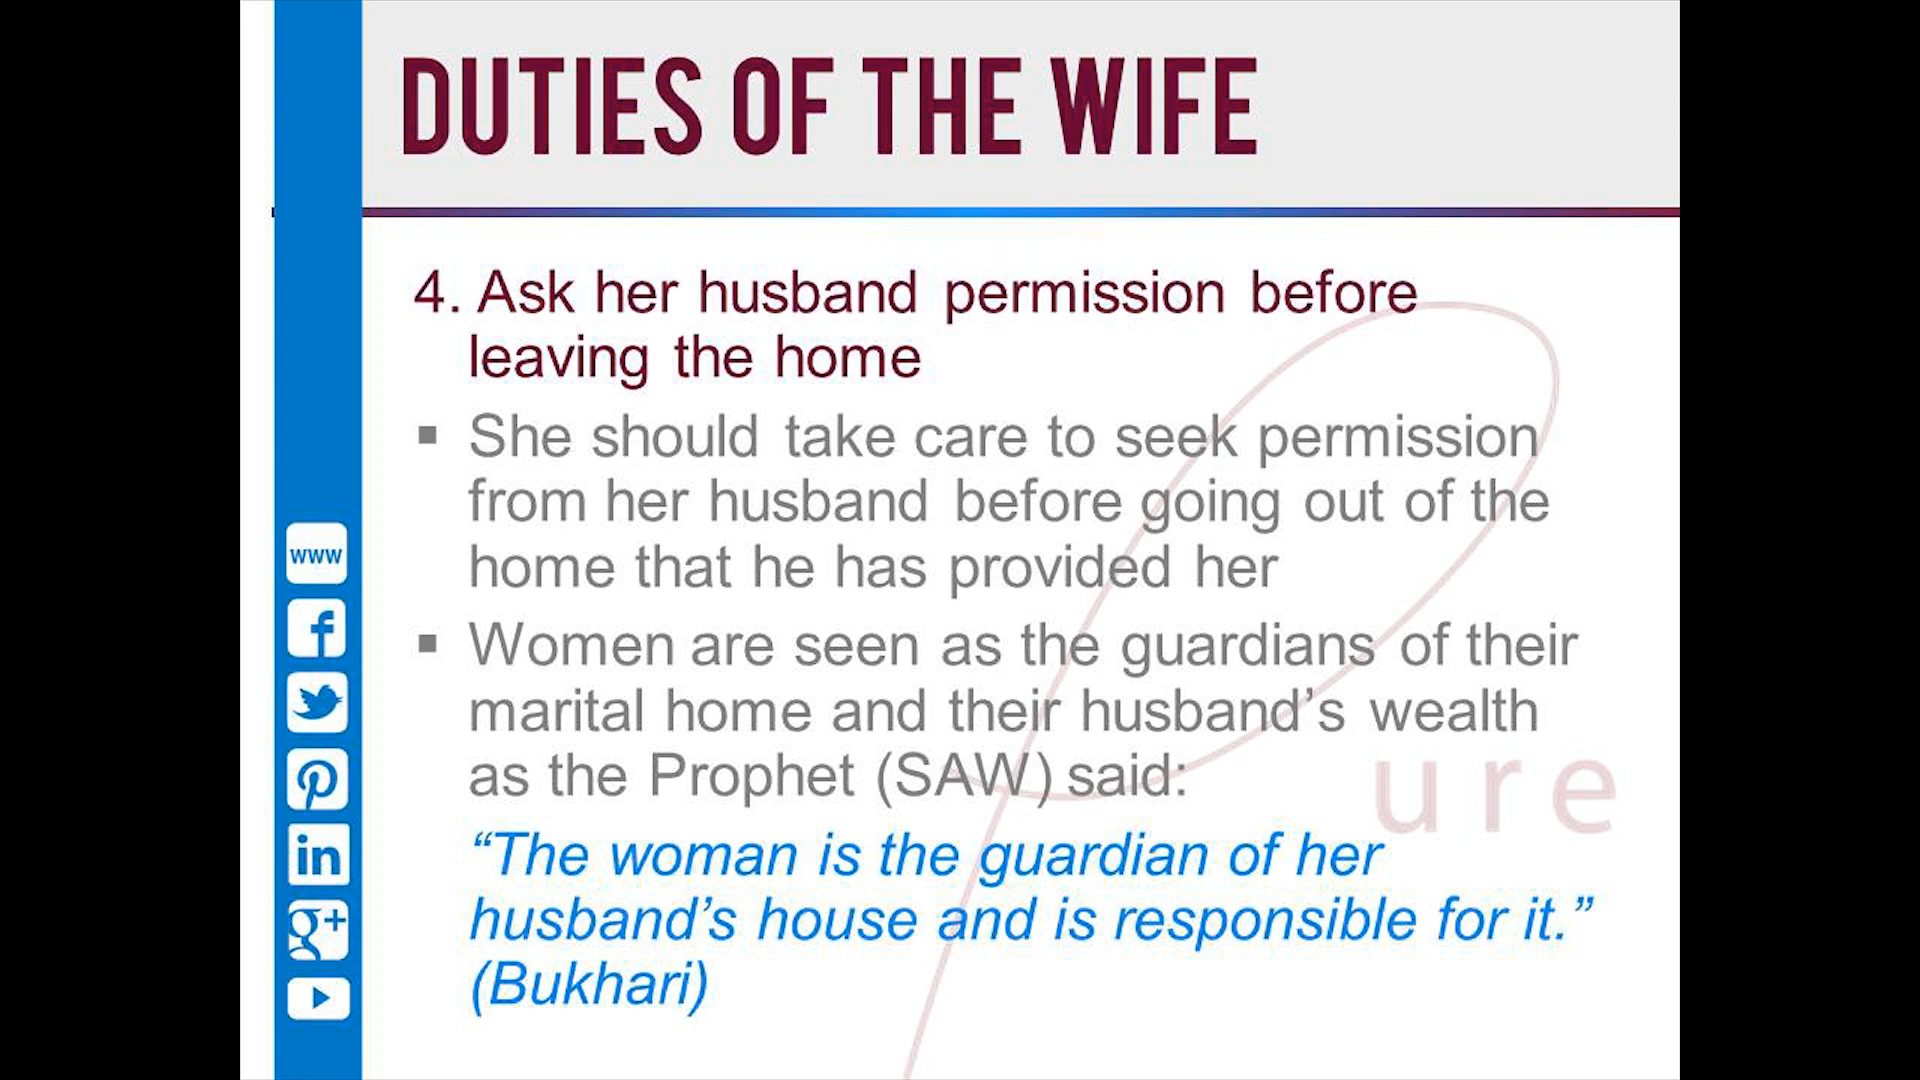 DUTIES OF THE WIFE
4. Ask her husband permission before
leaving the home
▪ She should take care to seek permission
from her husband before going out of the
home that he has provided her
▪ Women are seen as the guardians of their
marital home and their husband’s wealth
as the Prophet (SAW) said:
“The woman is the guardian of her
husband’s house and is responsible for it.”
(Bukhari)
ure
www
f
in
g+